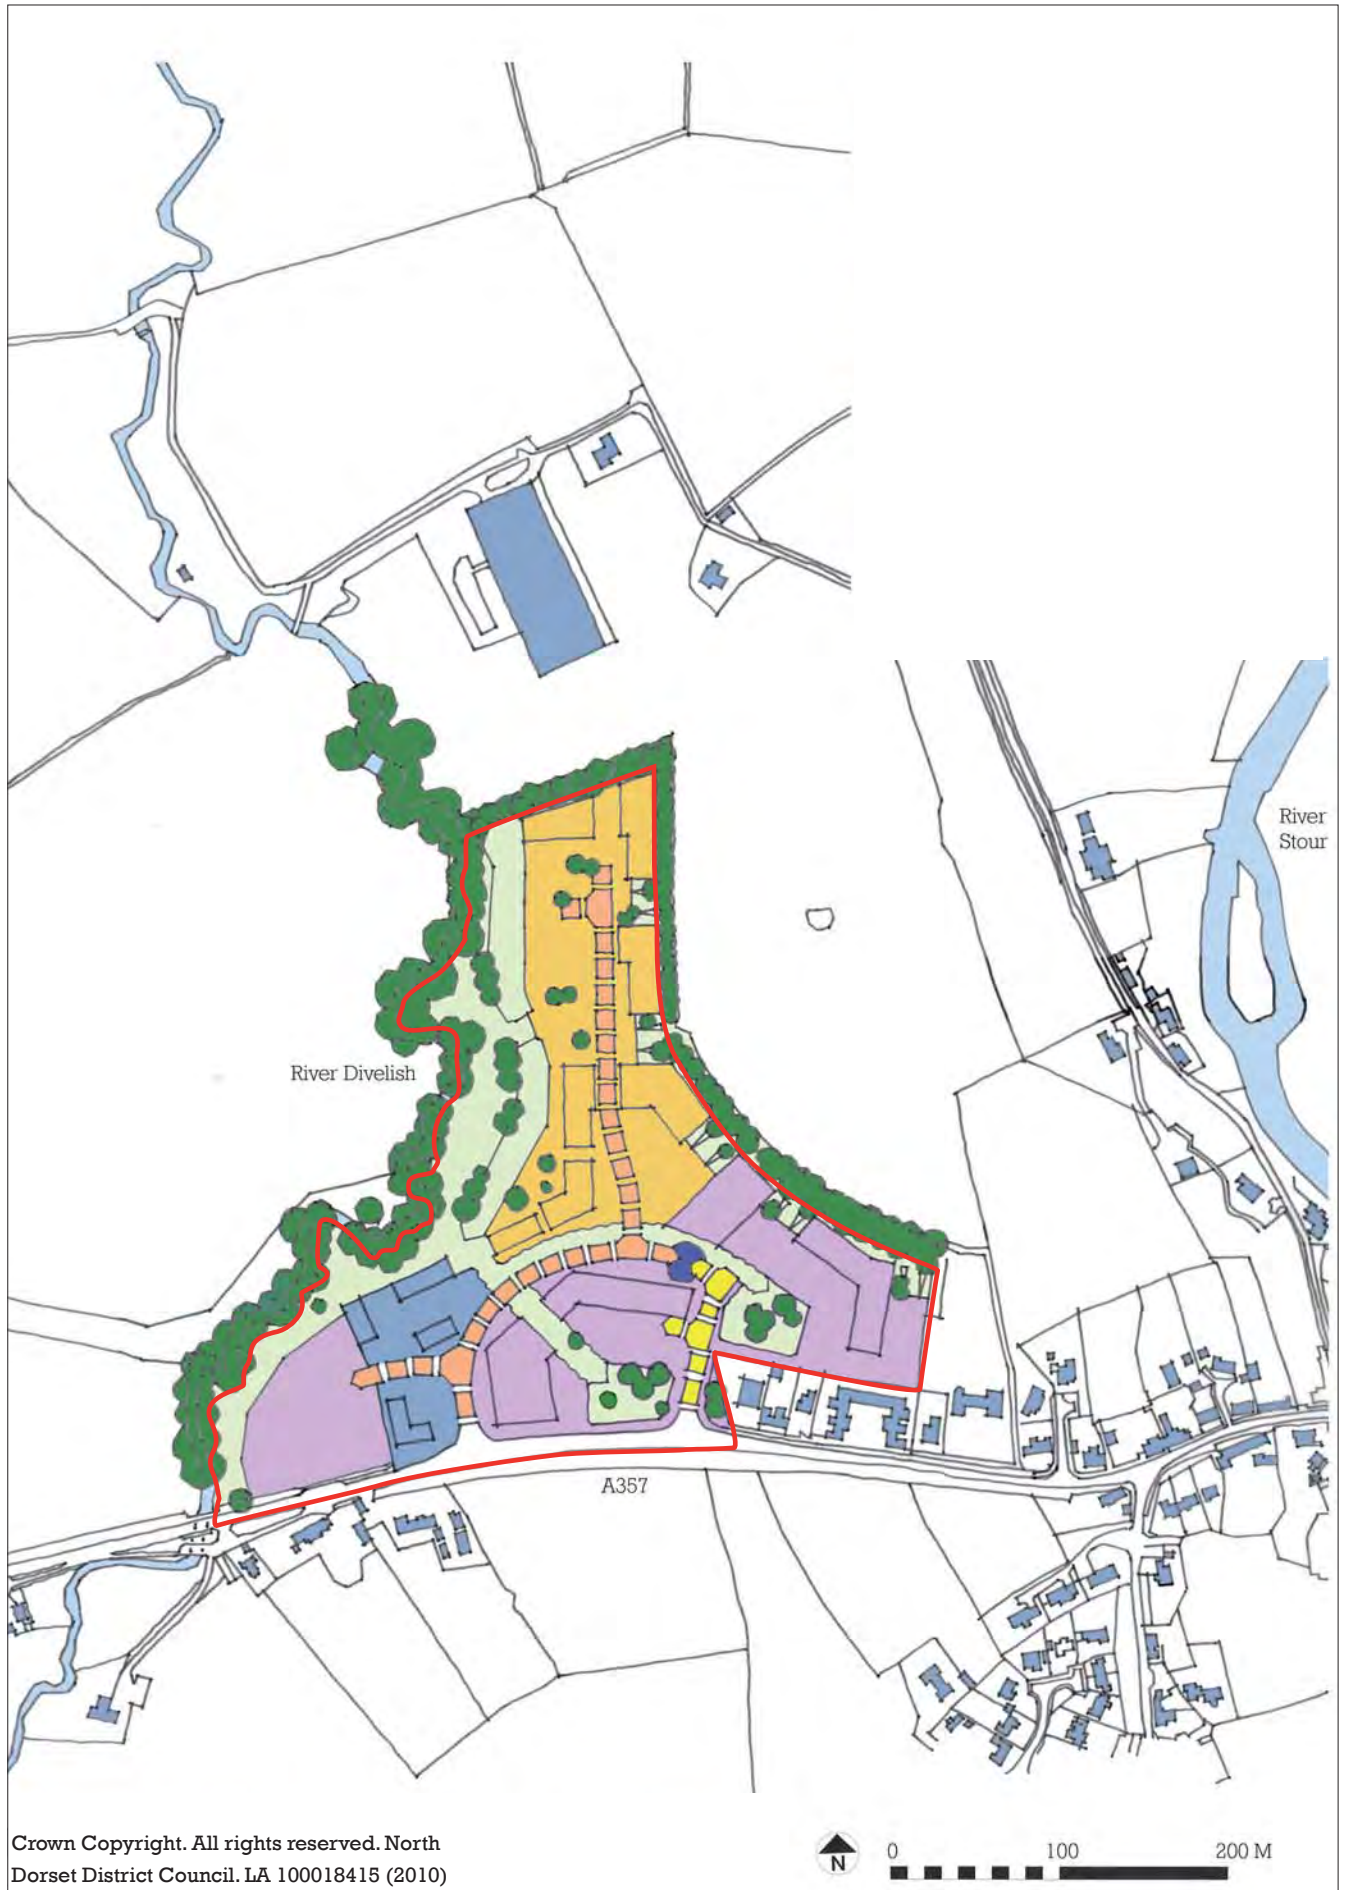 River
Stour
River Divelish
A357
Crown Copyright. All rights reserved. North
Dorset District Council. LA 100018415 (2010)
N
0 100 200 M